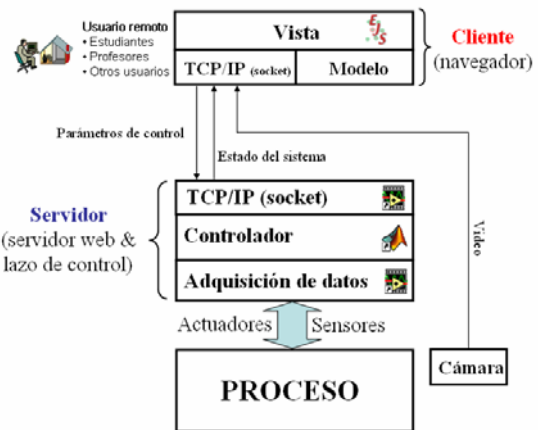 Usuario remoto
• Estudiantes
• Profesores
• Otros usuarios
Vista
EJS
TCP/IP (socket)
Modelo
Cliente
(navegador)
Parámetros de control
Estado del sistema
Video
Servidor
(servidor web &
lazo de control)
TCP/IP (socket)
Controlador
Adquisición de datos
Actuadores
Sensores
PROCESO
Cámara